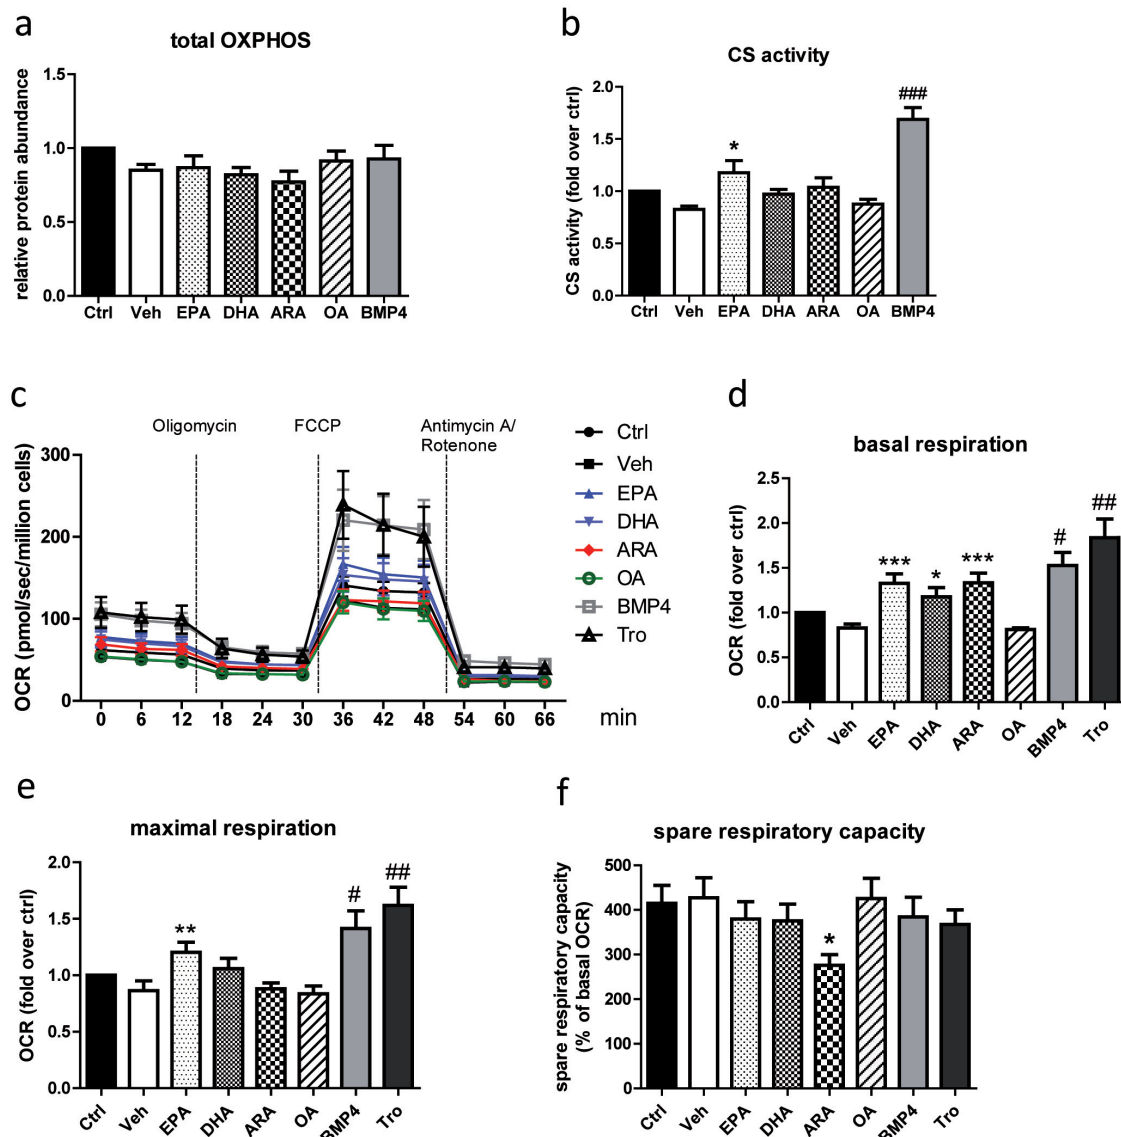 a
total OXPHOS
relative protein abundance
1.5
1.0
0.5
0.0
Ctrl Veh EPA DHA ARA OA BMP4
b
CS activity
CS activity (fold over ctrl)
2.0
1.5
1.0
0.5
0.0
*
###
Ctrl Veh EPA DHA ARA OA BMP4
c
Oligomycin FCCP Antimycin A/
Rotenone
OCR (pmol/sec/million cells)
300
200
100
0
0 6 12 18 24 30 36 42 48 54 60 66
min
Ctrl
Veh
EPA
DHA
ARA
OA
BMP4
Tro
d
basal respiration
OCR (fold over ctrl)
2.5
2.0
1.5
1.0
0.5
0.0
*** * *** # ##
Ctrl Veh EPA DHA ARA OA BMP4 Tro
e
maximal respiration
OCR (fold over ctrl)
2.0
1.5
1.0
0.5
0.0
** # ##
Ctrl Veh EPA DHA ARA OA BMP4 Tro
f
spare respiratory capacity
spare respiratory capacity
(% of basal OCR)
500
400
300
200
100
0
*
Ctrl Veh EPA DHA ARA OA BMP4 Tro